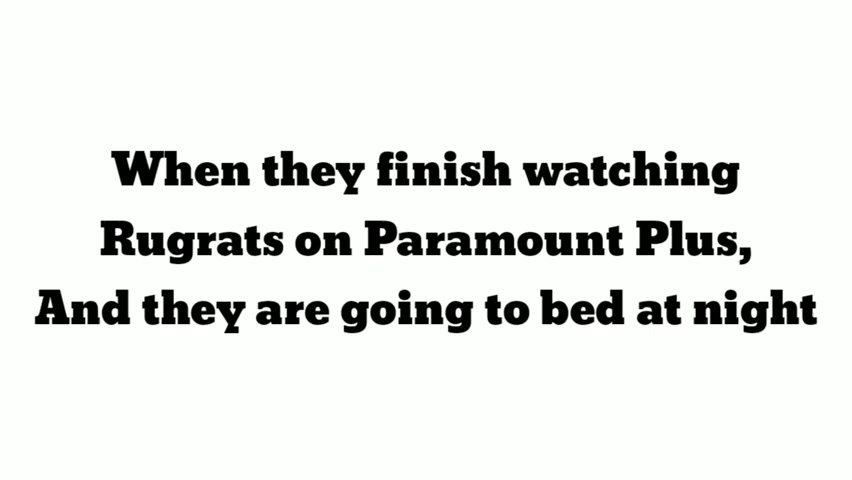 When they finish watching
Rugrats on Paramount Plus,
And they are going to bed at night